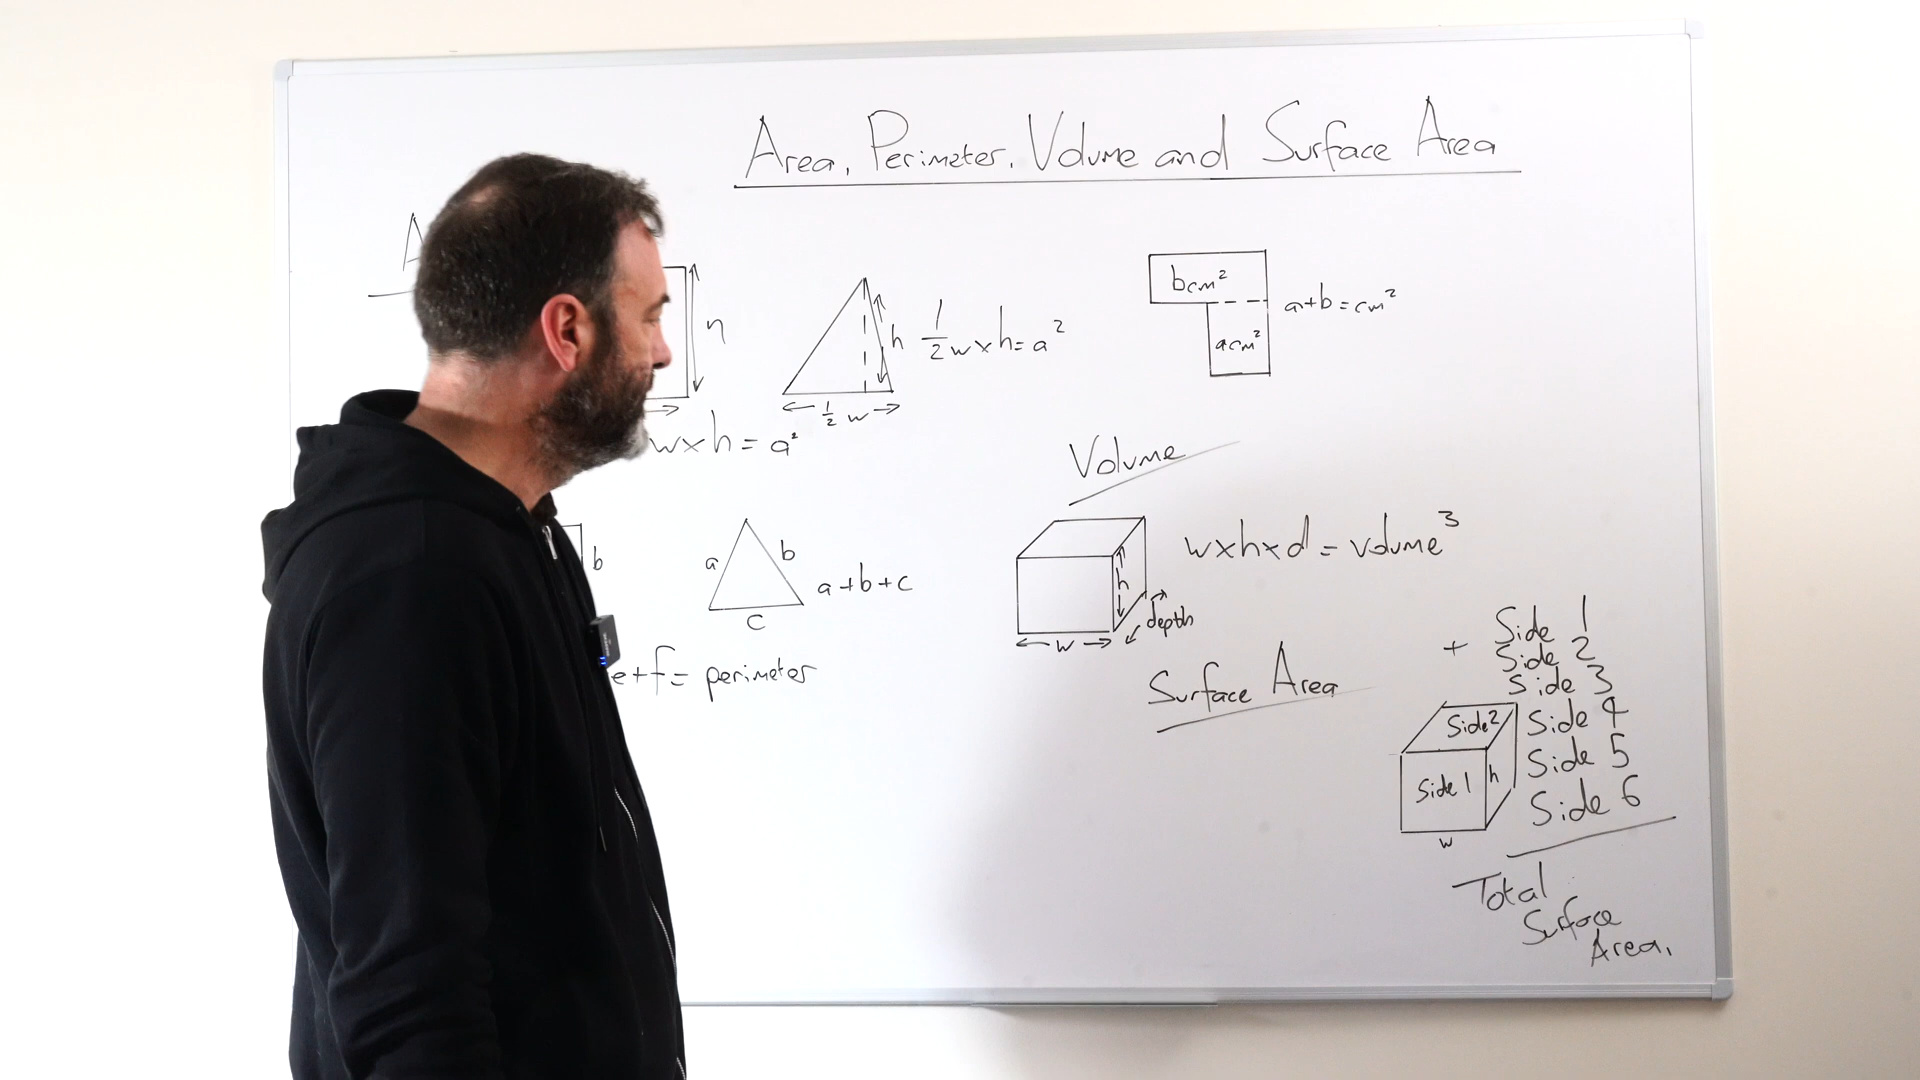 Area, Perimeter, Volume and Surface Area
A
h
w×h = a²
h
½ w
½ w×h = a²
bcm²
acm²
a+b = cm²
b
a
b
c
a+b+c
e+f = perimeter
Volume
h
w
depth
w×h×d = volume³
Surface Area
+ Side 1
Side 2
Side 3
Side 4
Side 5
Side 6
Side 2
Side 1
h
w
Total
Surface
Area.